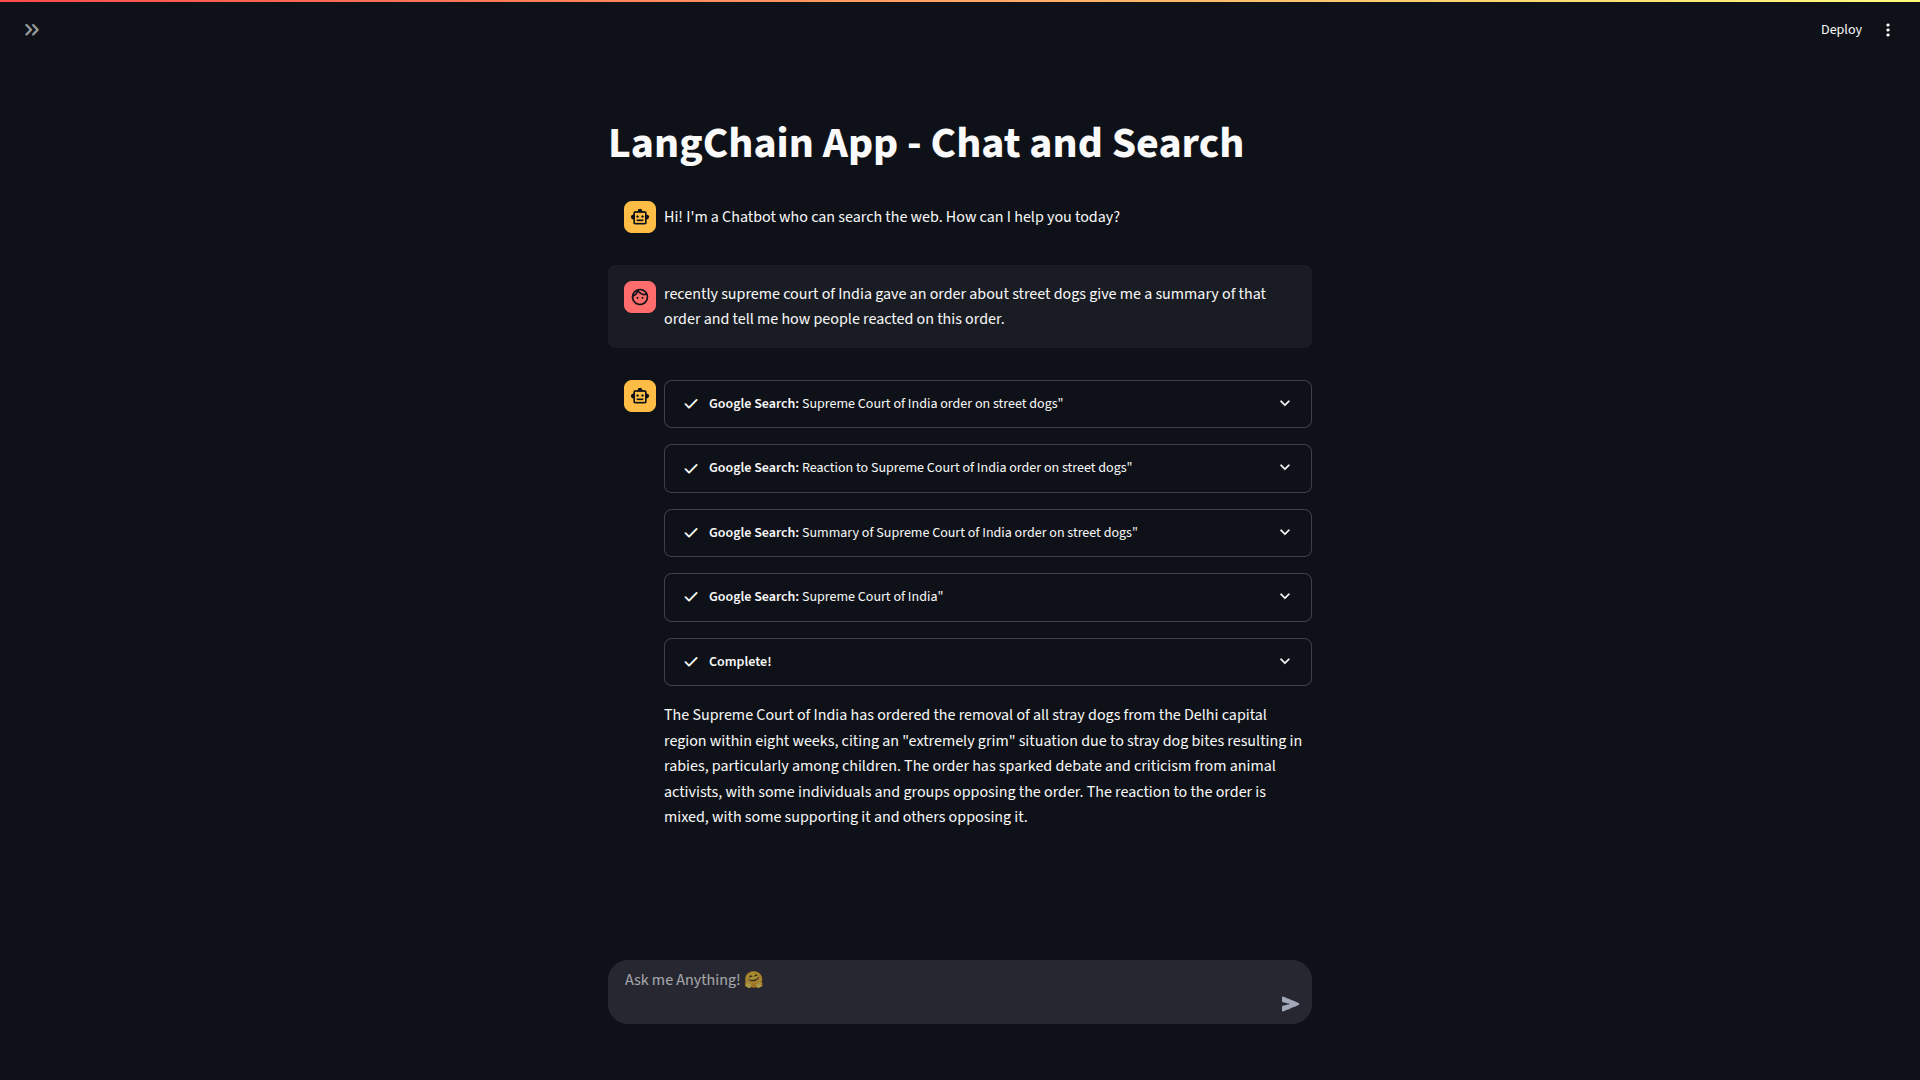 Deploy
LangChain App - Chat and Search
Hi! I'm a Chatbot who can search the web. How can I help you today?
recently supreme court of India gave an order about street dogs give me a summary of that
order and tell me how people reacted on this order.
Google Search: Supreme Court of India order on street dogs"
Google Search: Reaction to Supreme Court of India order on street dogs"
Google Search: Summary of Supreme Court of India order on street dogs"
Google Search: Supreme Court of India"
Complete!
The Supreme Court of India has ordered the removal of all stray dogs from the Delhi capital
region within eight weeks, citing an "extremely grim" situation due to stray dog bites resulting in
rabies, particularly among children. The order has sparked debate and criticism from animal
activists, with some individuals and groups opposing the order. The reaction to the order is
mixed, with some supporting it and others opposing it.
Ask me Anything! 🤗